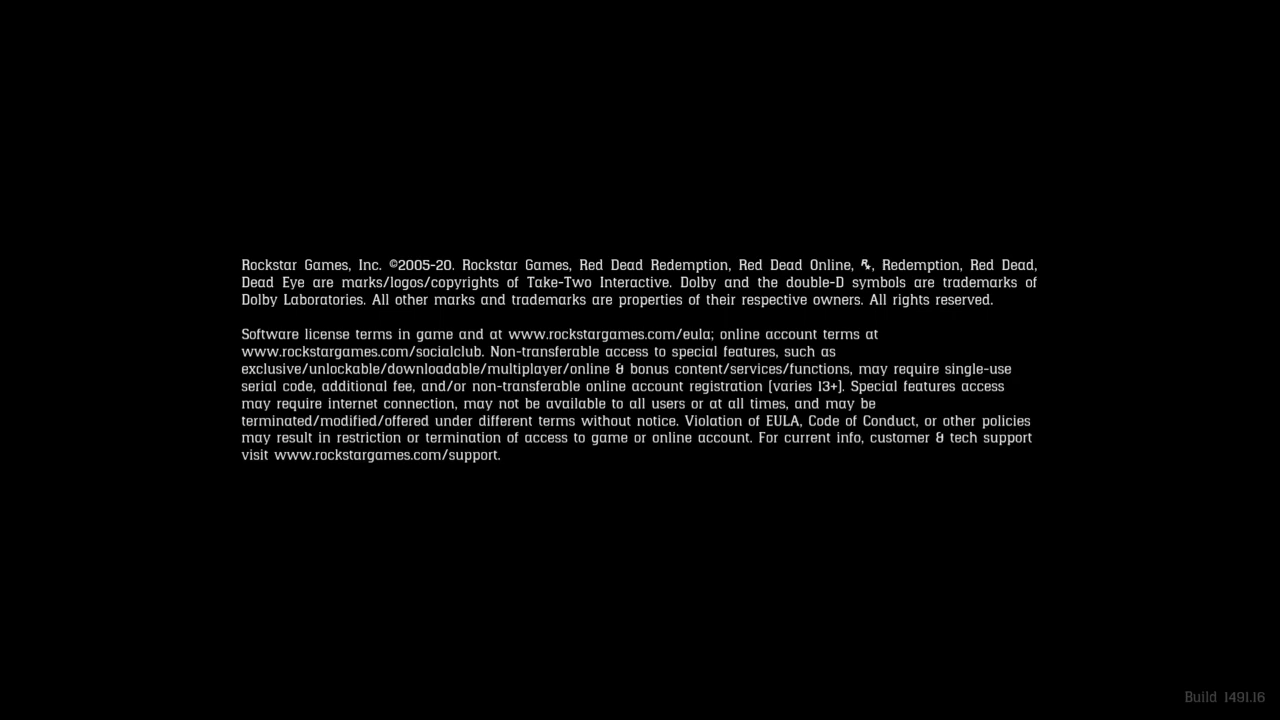 Rockstar Games, Inc. ©2005-20. Rockstar Games, Red Dead Redemption, Red Dead Online, R★, Redemption, Red Dead,
Dead Eye are marks/logos/copyrights of Take-Two Interactive. Dolby and the double-D symbols are trademarks of
Dolby Laboratories. All other marks and trademarks are properties of their respective owners. All rights reserved.
Software license terms in game and at www.rockstargames.com/eula; online account terms at
www.rockstargames.com/socialclub. Non-transferable access to special features, such as
exclusive/unlockable/downloadable/multiplayer/online & bonus content/services/functions, may require single-use
serial code, additional fee, and/or non-transferable online account registration (varies 13+). Special features access
may require internet connection, may not be available to all users or at all times, and may be
terminated/modified/offered under different terms without notice. Violation of EULA, Code of Conduct, or other policies
may result in restriction or termination of access to game or online account. For current info, customer & tech support
visit www.rockstargames.com/support.
Build 1491.16